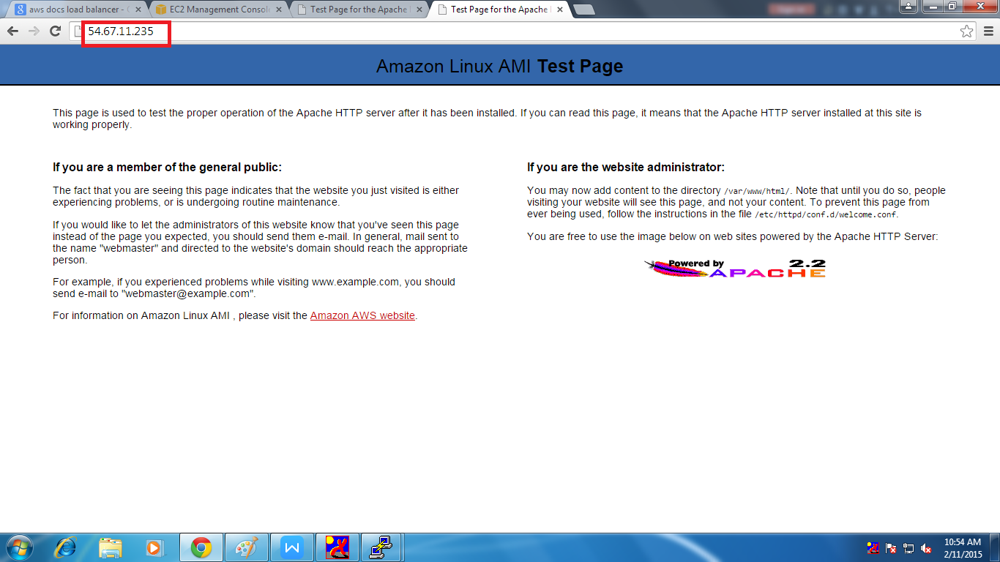 aws docs load balancer -
EC2 Management Console
Test Page for the Apache
Test Page for the Apache
54.67.11.235
Amazon Linux AMI Test Page
This page is used to test the proper operation of the Apache HTTP server after it has been installed. If you can read this page, it means that the Apache HTTP server installed at this site is
working properly.
If you are a member of the general public:
The fact that you are seeing this page indicates that the website you just visited is either
experiencing problems, or is undergoing routine maintenance.
If you would like to let the administrators of this website know that you've seen this page
instead of the page you expected, you should send them e-mail. In general, mail sent to
the name "webmaster" and directed to the website's domain should reach the appropriate
person.
For example, if you experienced problems while visiting www.example.com, you should
send e-mail to "webmaster@example.com".
For information on Amazon Linux AMI , please visit the Amazon AWS website.
If you are the website administrator:
You may now add content to the directory /var/www/html/. Note that until you do so, people
visiting your website will see this page, and not your content. To prevent this page from
ever being used, follow the instructions in the file /etc/httpd/conf.d/welcome.conf.
You are free to use the image below on web sites powered by the Apache HTTP Server:
Powered by 2.2
APACHE
10:54 AM
2/11/2015